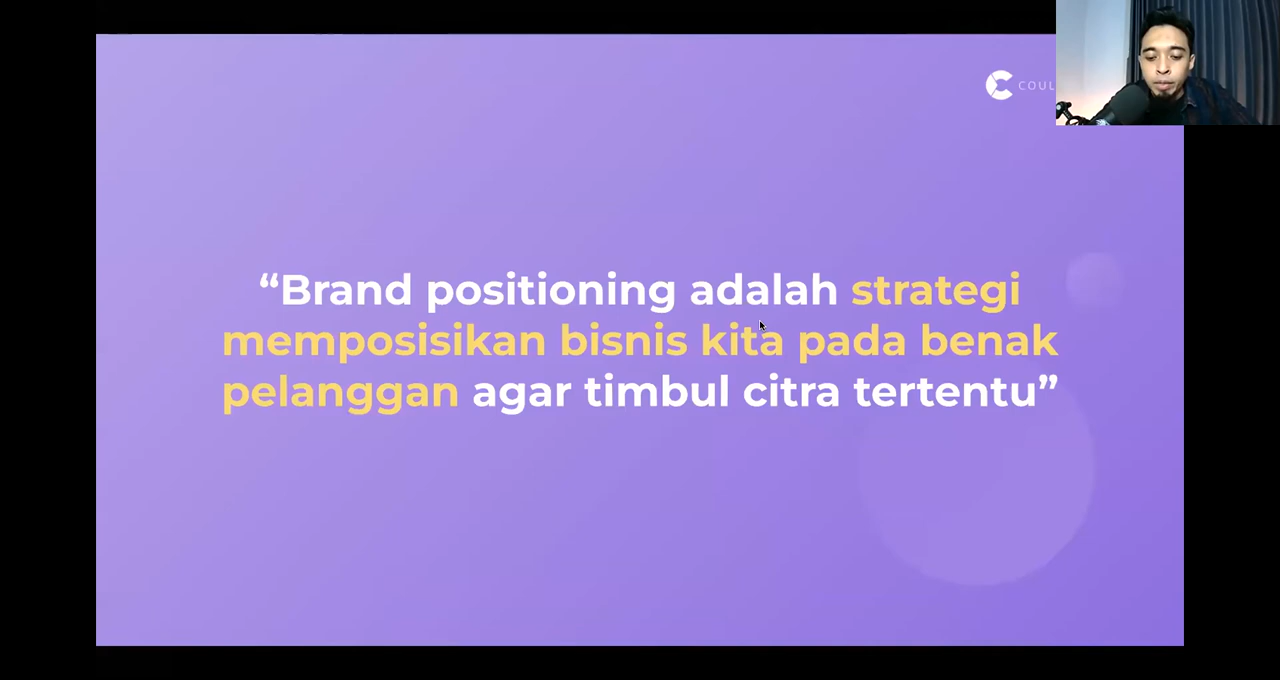 “Brand positioning adalah strategi
memposisikan bisnis kita pada benak
pelanggan agar timbul citra tertentu”